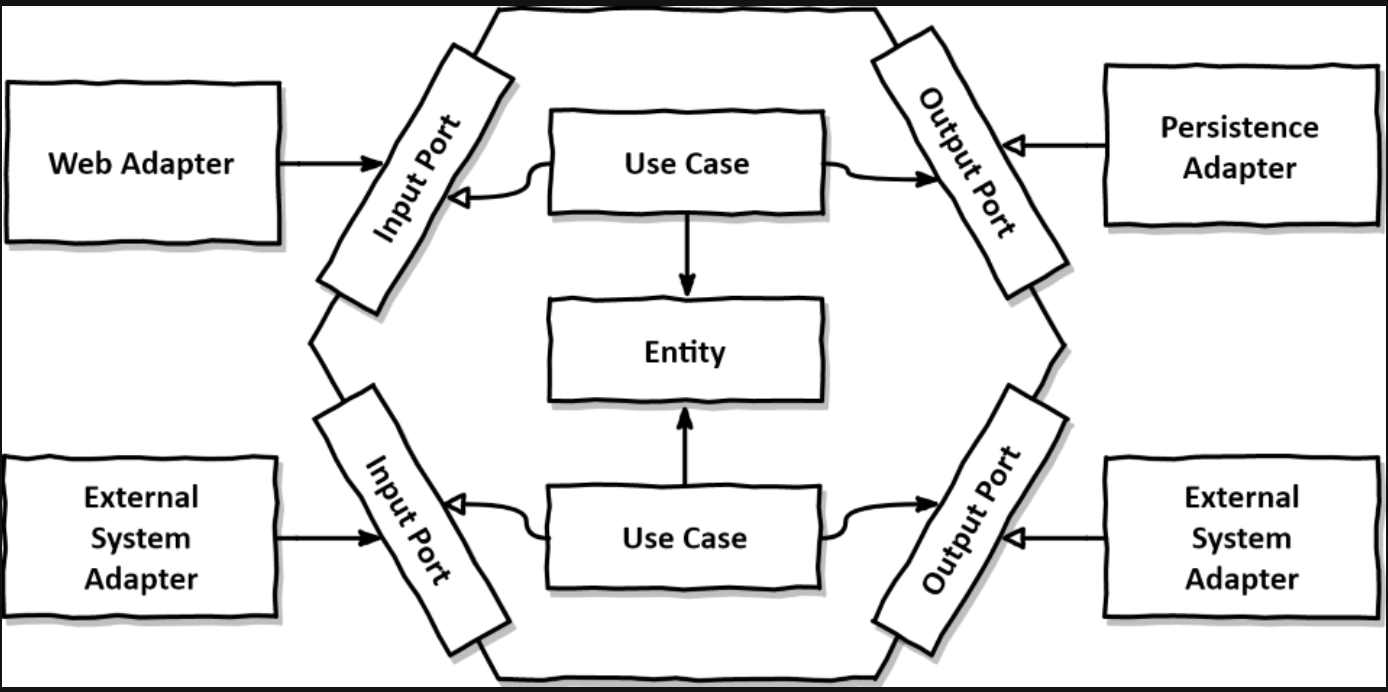 Web Adapter
Input Port
Use Case
Output Port
Persistence
Adapter
Entity
External
System
Adapter
Input Port
Use Case
Output Port
External
System
Adapter